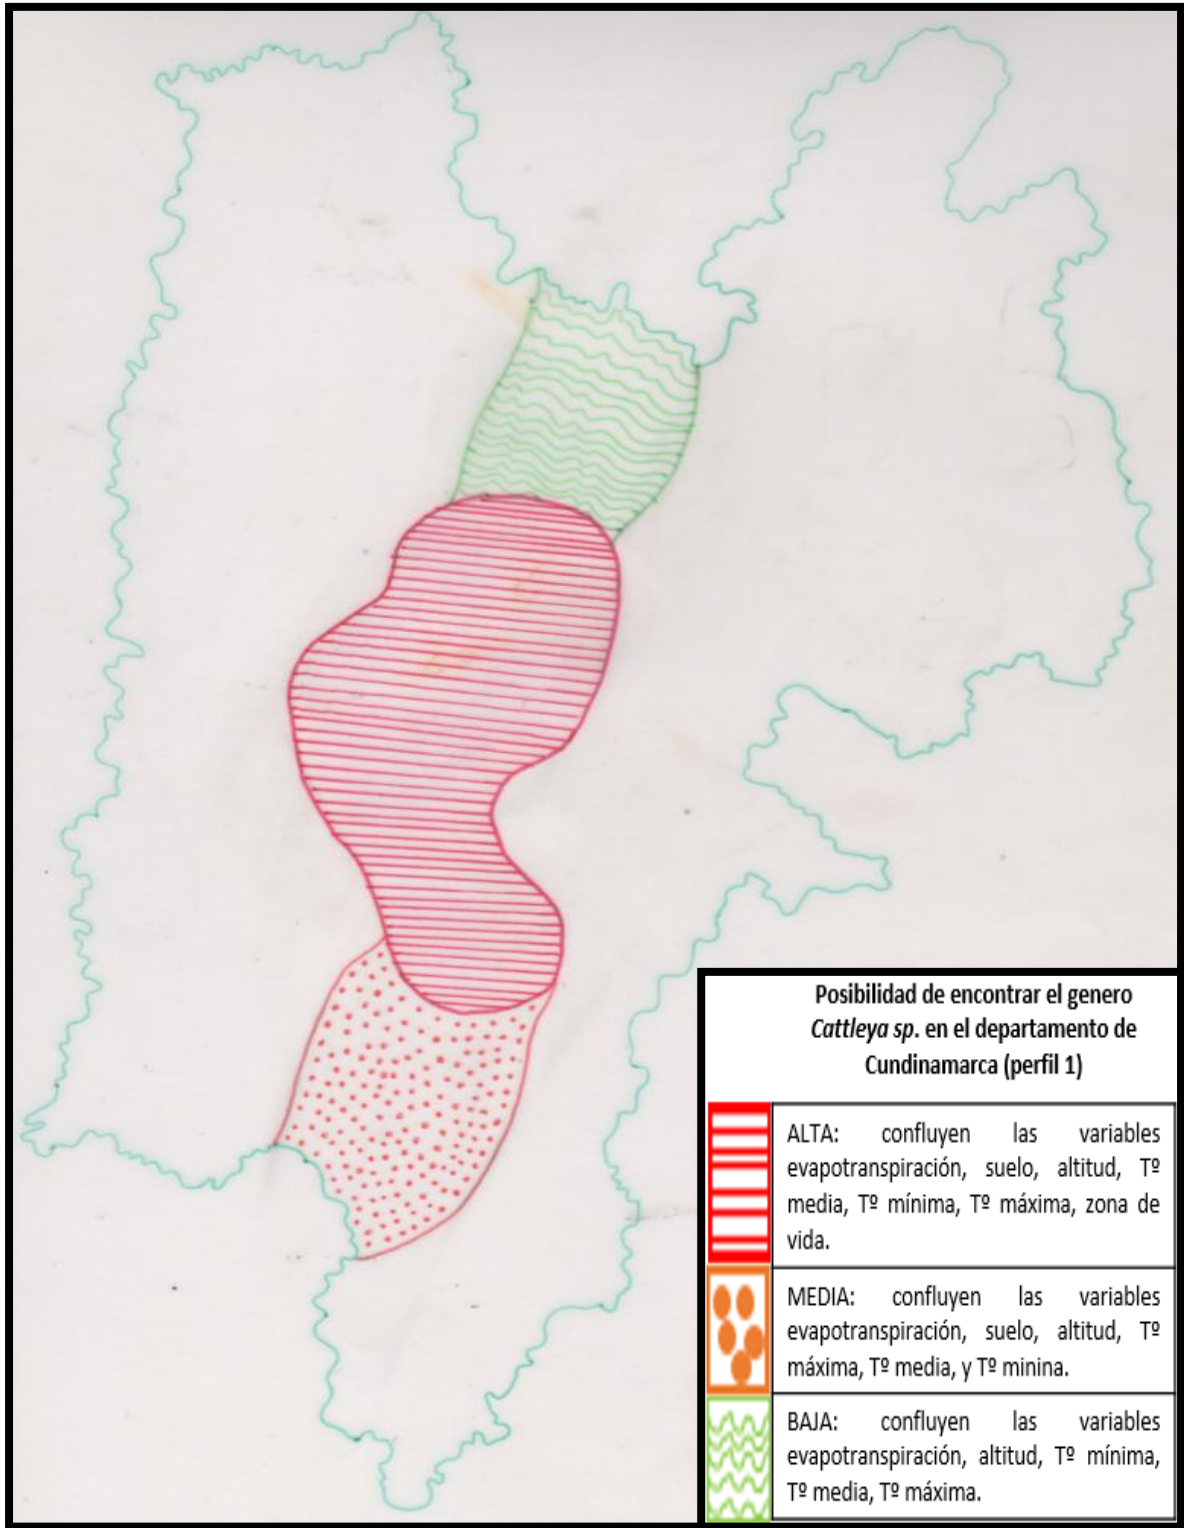 Posibilidad de encontrar el genero
Cattleya sp. en el departamento de
Cundinamarca (perfil 1)
ALTA: confluyen las variables
evapotranspiración, suelo, altitud, Tº
media, Tº mínima, Tº máxima, zona de
vida.
MEDIA: confluyen las variables
evapotranspiración, suelo, altitud, Tº
máxima, Tº media, y Tº minina.
BAJA: confluyen las variables
evapotranspiración, altitud, Tº mínima,
Tº media, Tº máxima.